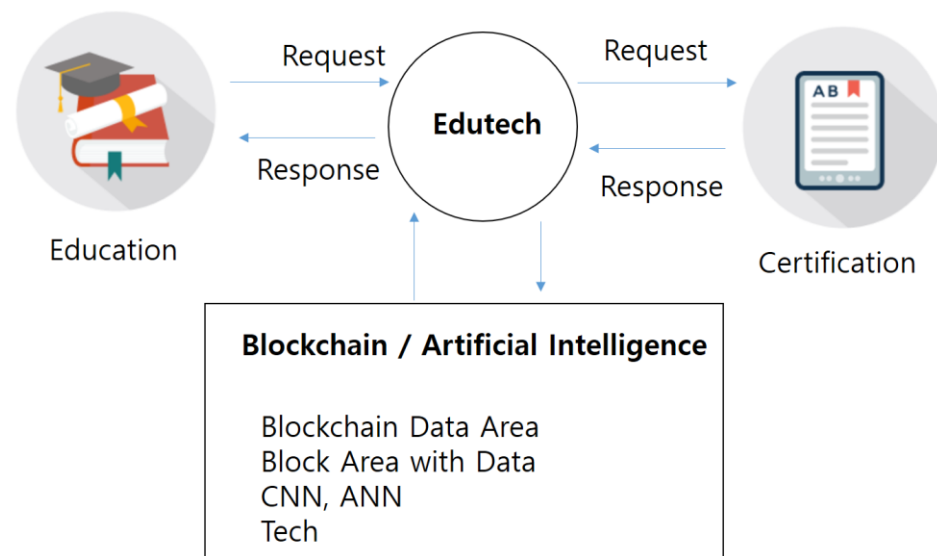 Request
Request
Edutech
AB
Response
Response
Education
Certification
Blockchain / Artificial Intelligence
Blockchain Data Area
Block Area with Data
CNN, ANN
Tech